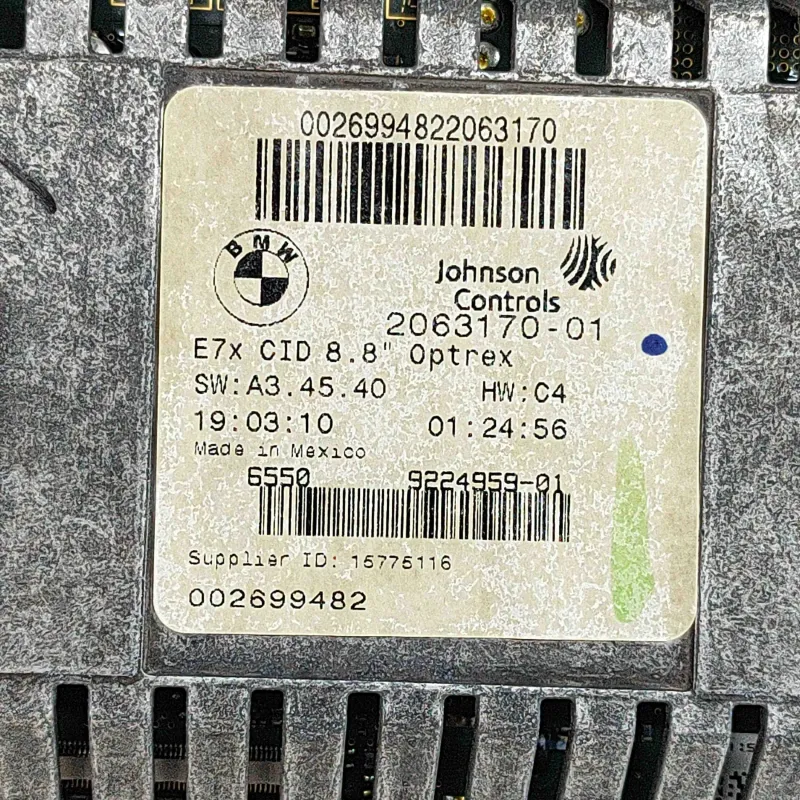 0026994822063170
BMW
Johnson
Controls
2063170-01
E7x CID 8.8" Optrex
SW:A3.45.40 HW:C4
19:03:10 01:24:56
Made in Mexico
6550 9224959-01
Supplier ID: 15775116
002699482